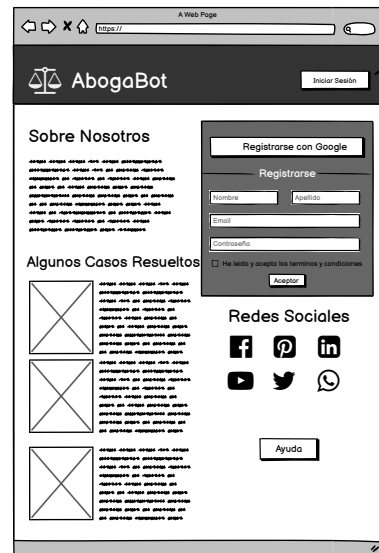 A Web Page
https://
AbogaBot
Iniciar Sesión
Sobre Nosotros
Registrarse con Google
Registrarse
Nombre
Apellido
Email
Contraseña
He leido y acepto los terminos y condiciones
Aceptar
Algunos Casos Resueltos
Redes Sociales
Ayuda